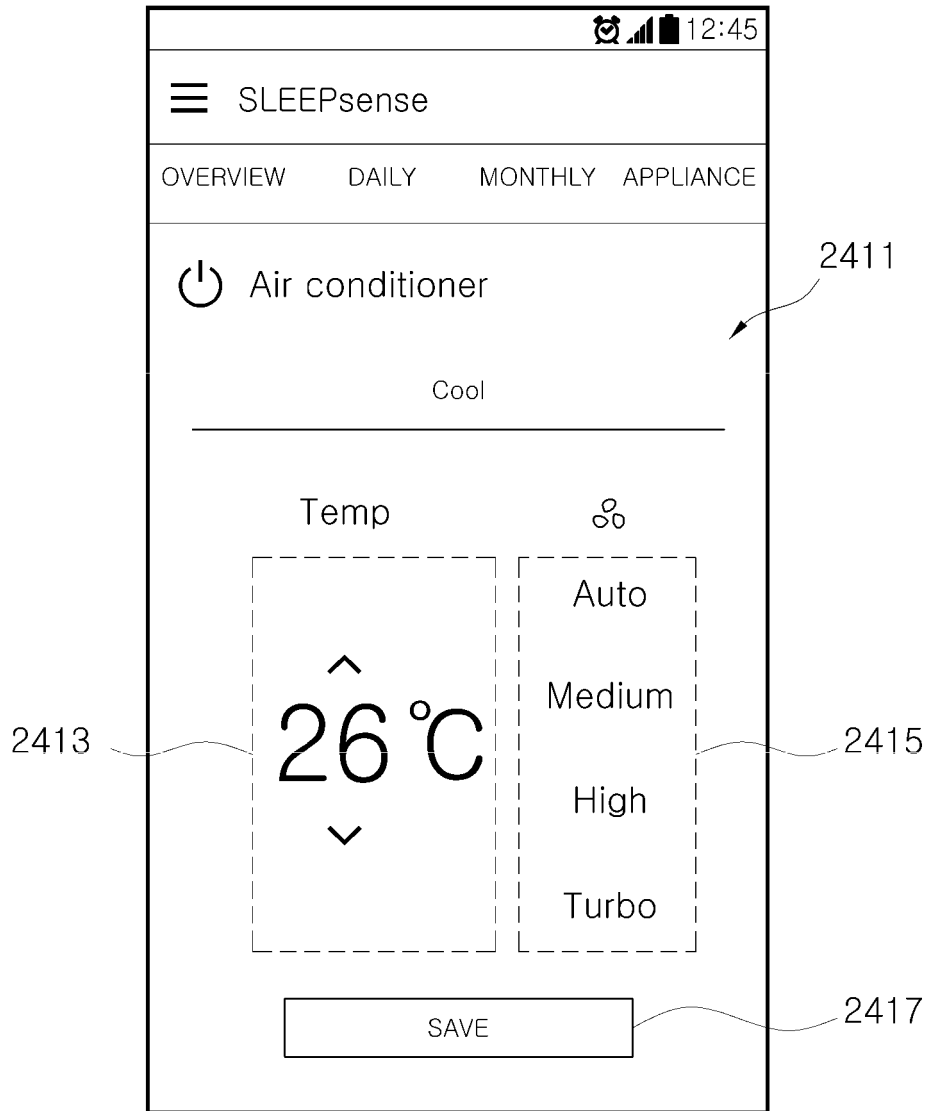 12:45
SLEEPsense
OVERVIEW DAILY MONTHLY APPLIANCE
2411
Air conditioner
Cool
Temp
Auto
Medium
26°C
2413
2415
High
Turbo
SAVE
2417